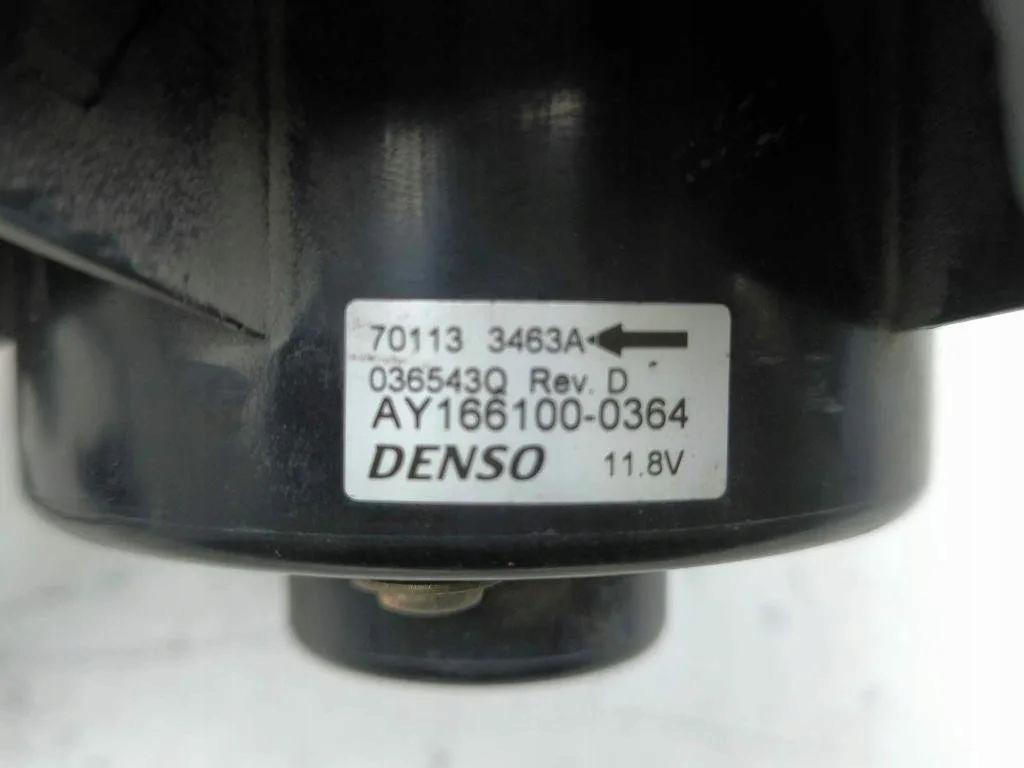 70113 3463A
036543Q Rev. D
AY166100-0364
DENSO 11.8V